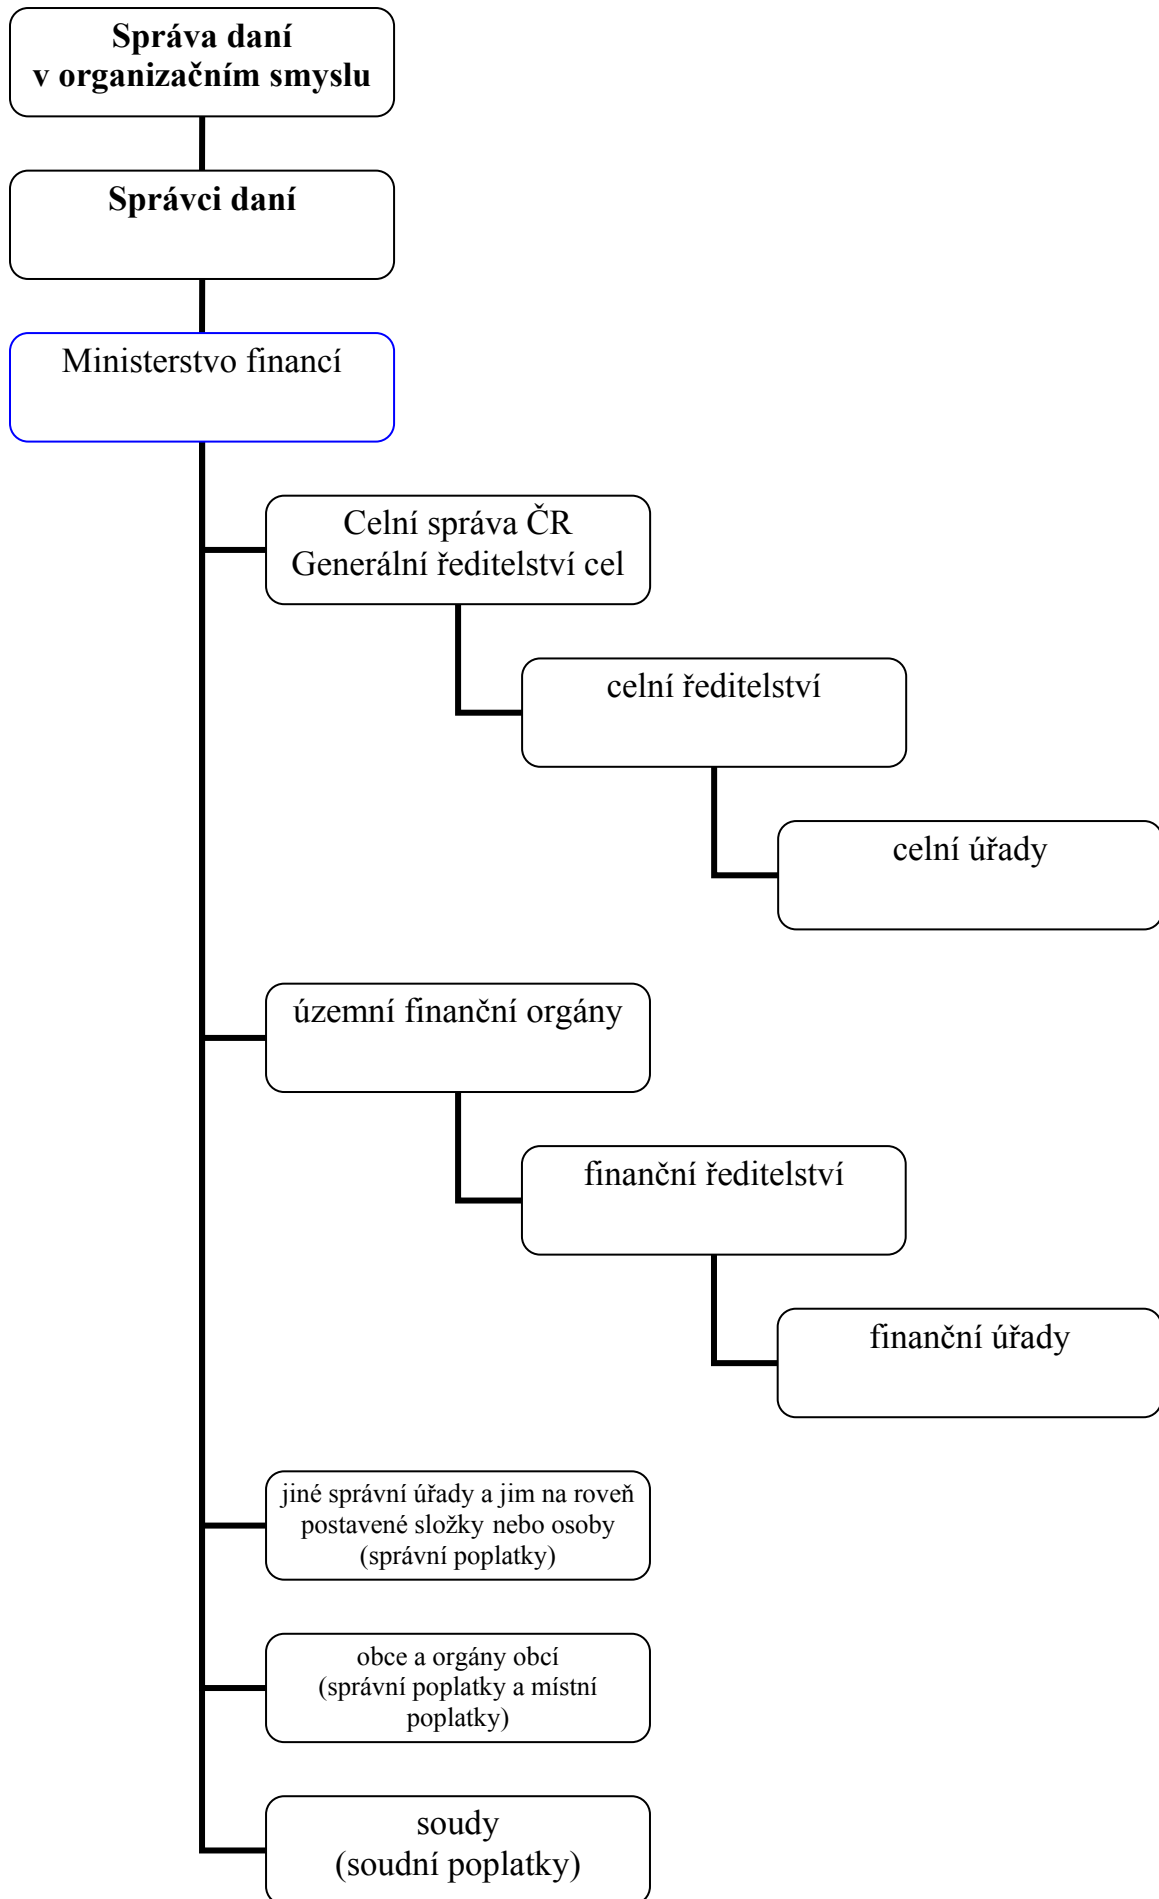 Správa daní
v organizačním smyslu
Správci daní
Ministerstvo financí
Celní správa ČR
Generální ředitelství cel
celní ředitelství
celní úřady
územní finanční orgány
finanční ředitelství
finanční úřady
jiné správní úřady a jim na roveň
postavené složky nebo osoby
(správní poplatky)
obce a orgány obcí
(správní poplatky a místní
poplatky)
soudy
(soudní poplatky)